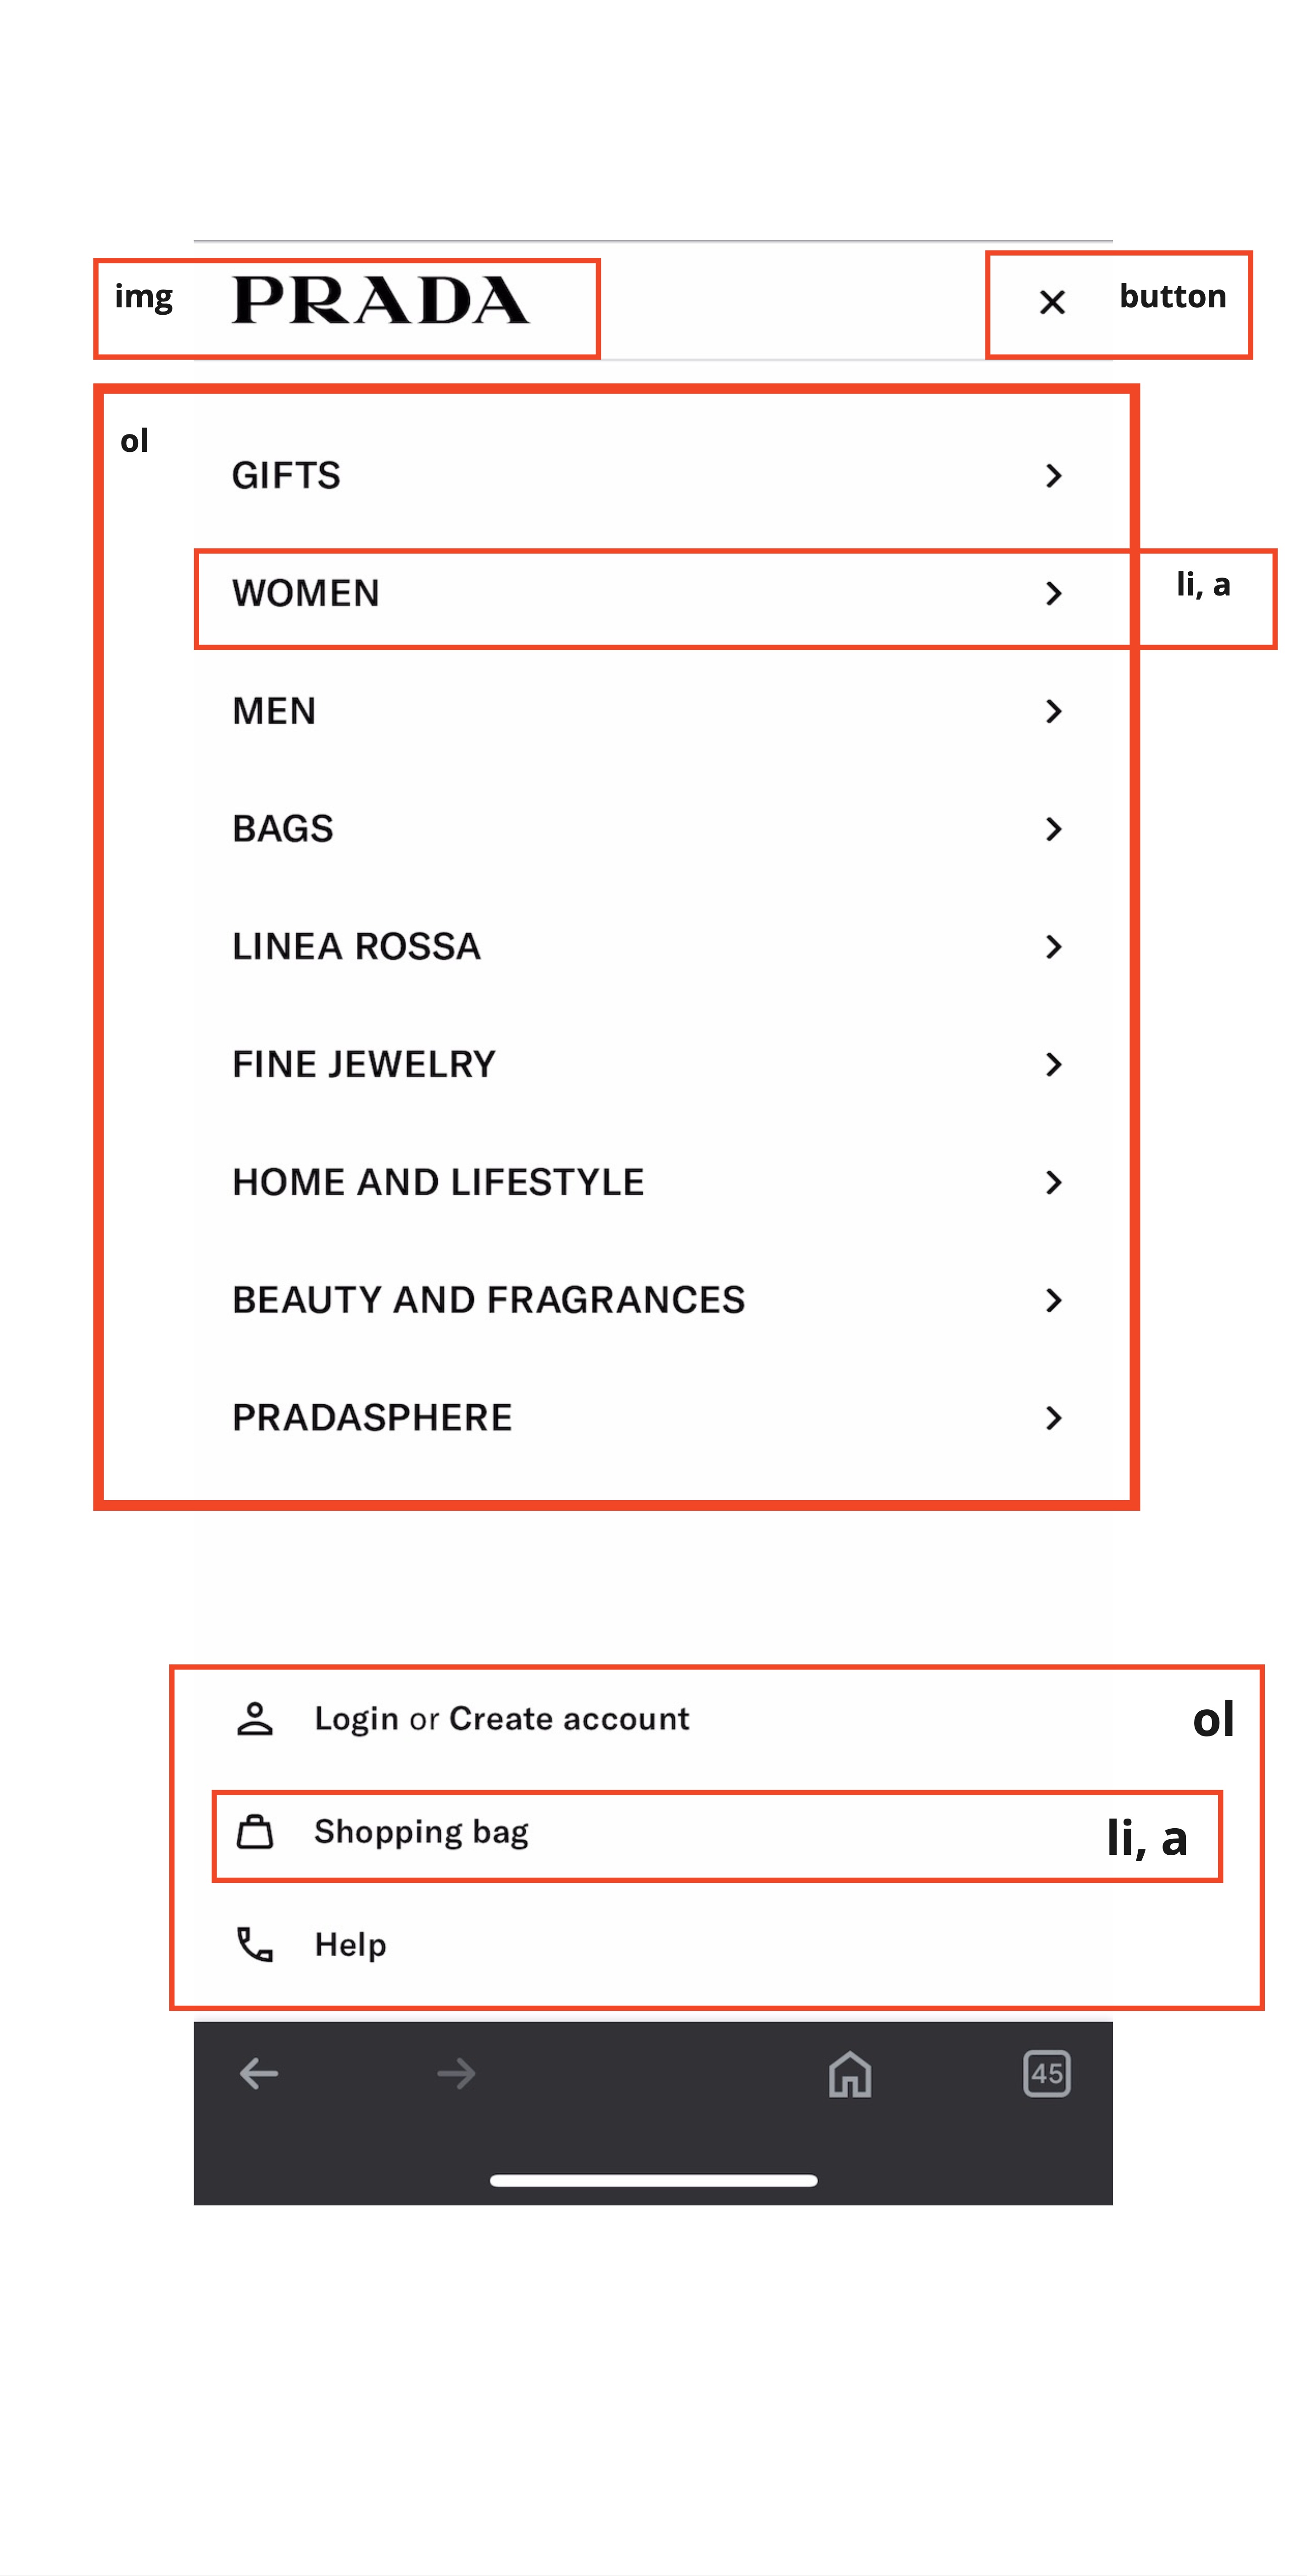 img PRADA button
ol
GIFTS
WOMEN li, a
MEN
BAGS
LINEA ROSSA
FINE JEWELRY
HOME AND LIFESTYLE
BEAUTY AND FRAGRANCES
PRADASPHERE
Login or Create account ol
Shopping bag li, a
Help
45